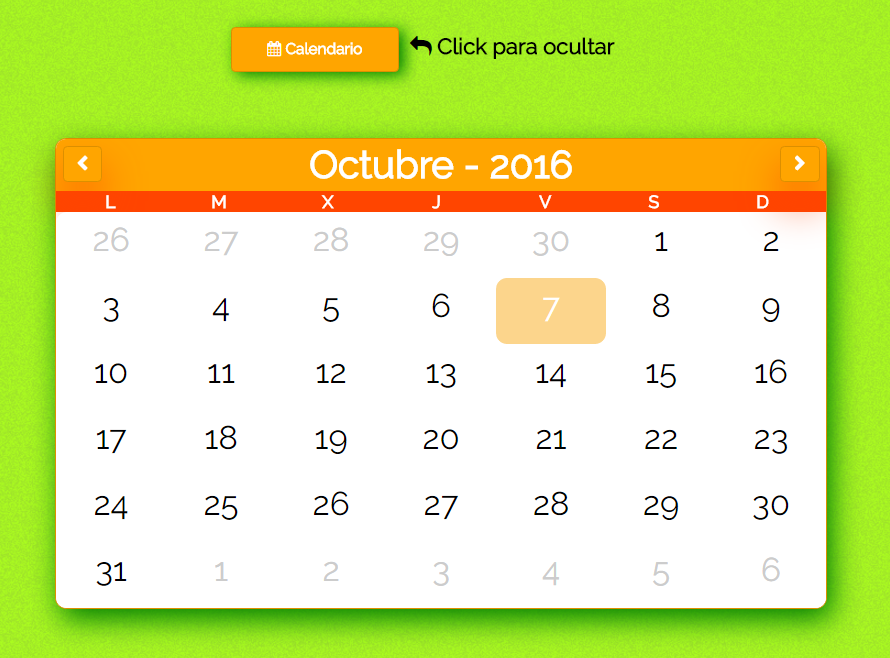 Calendario Click para ocultar
Octubre - 2016
L M X J V S D
26 27 28 29 30 1 2
3 4 5 6 7 8 9
10 11 12 13 14 15 16
17 18 19 20 21 22 23
24 25 26 27 28 29 30
31 1 2 3 4 5 6